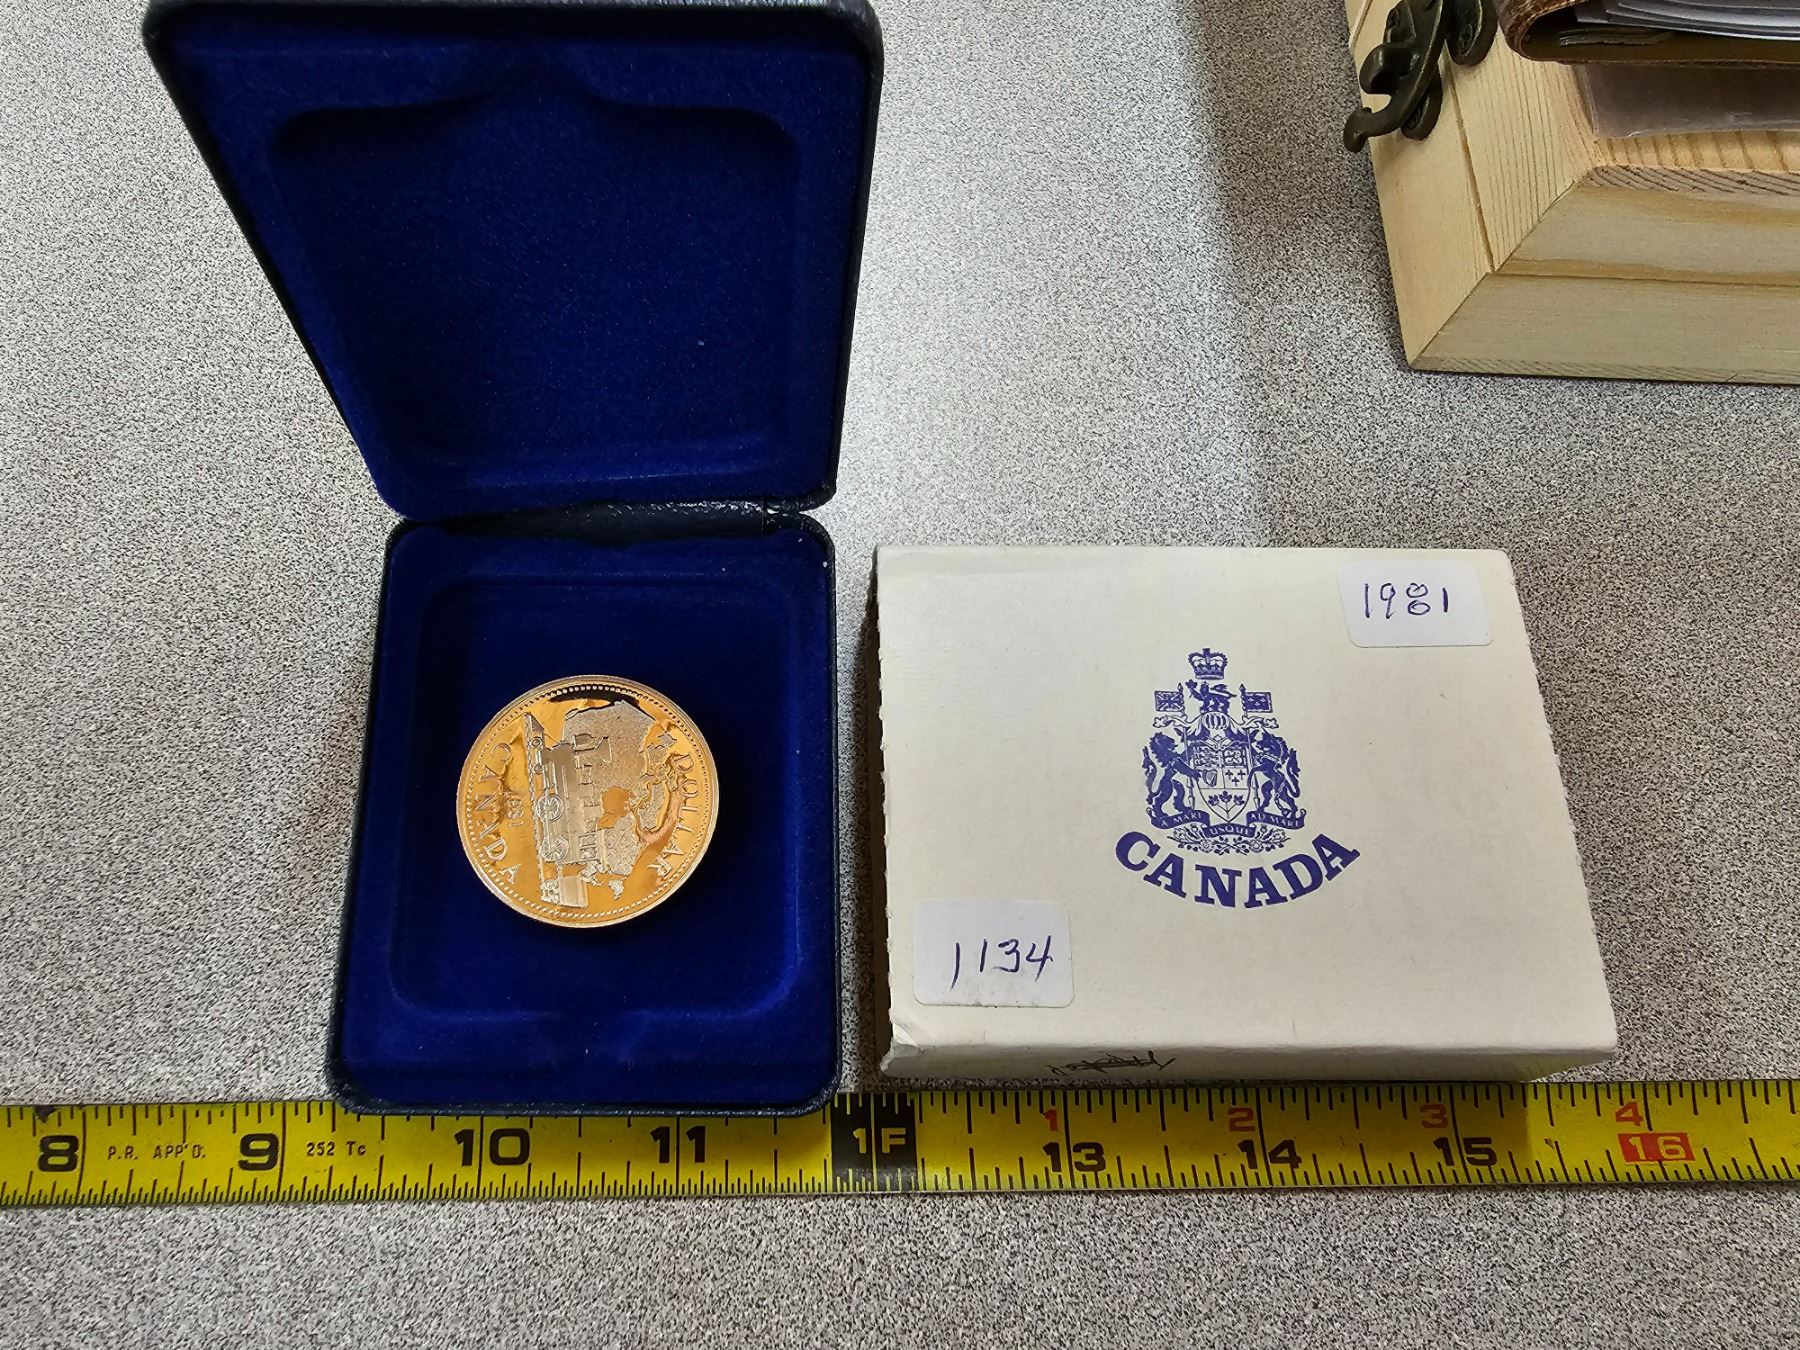 DOLLAR
1981
CANADA
1981
A MARI USQUE AD MARE
CANADA
1134
8 P.R. APP'D. 9 252 Tc 10 11 1F 1 13 2 14 3 15 4 16